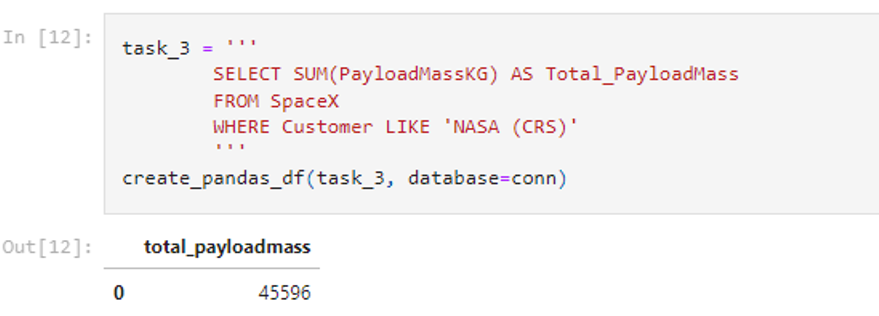 In [12]:
task_3 = '''
SELECT SUM(PayloadMassKG) AS Total_PayloadMass
FROM SpaceX
WHERE Customer LIKE 'NASA (CRS)'
'''
create_pandas_df(task_3, database=conn)
Out[12]:
total_payloadmass
0 45596